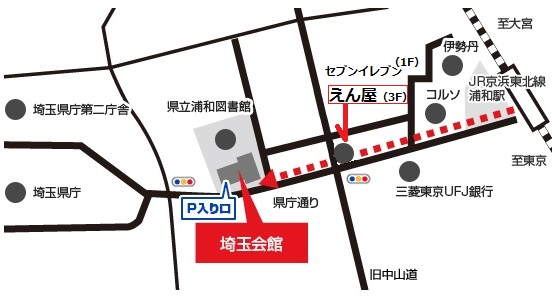 至大宮
伊勢丹
セブンイレブン(1F)
えん屋(3F)
コルソ
JR京浜東北線
浦和駅
埼玉県庁第二庁舎
県立浦和図書館
至東京
埼玉県庁
三菱東京UFJ銀行
P入り口
県庁通り
埼玉会館
旧中山道